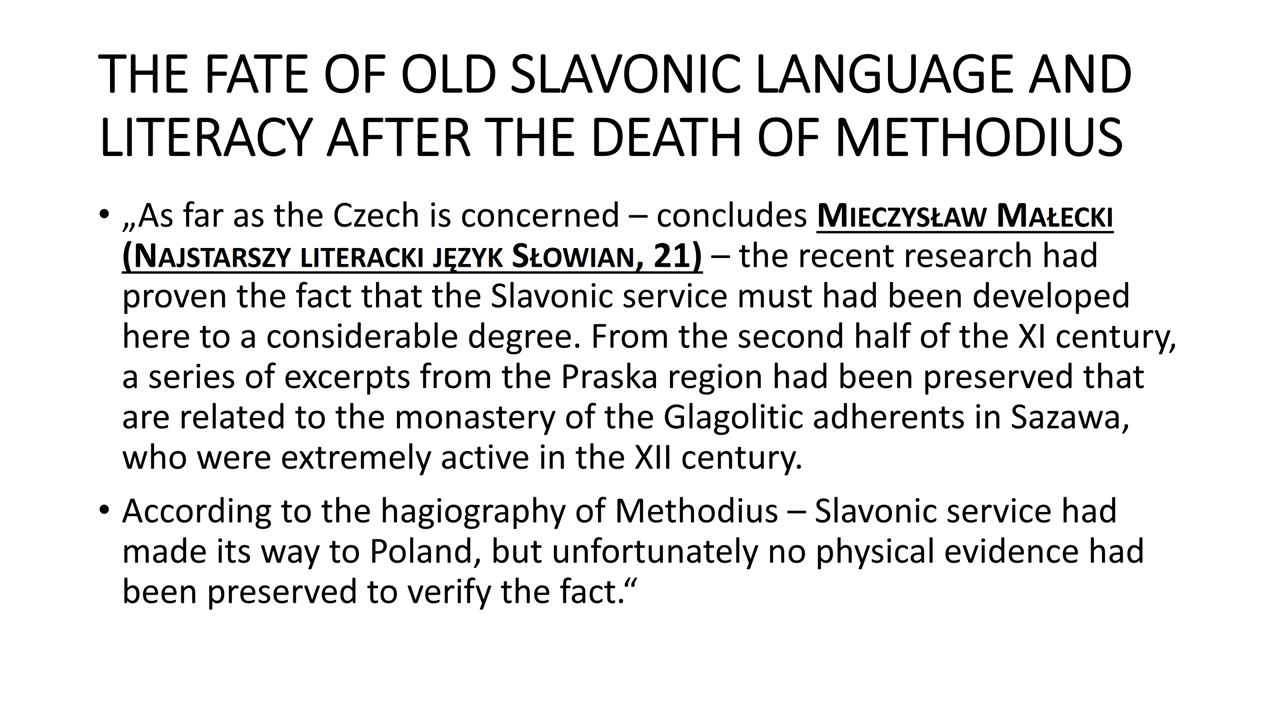 THE FATE OF OLD SLAVONIC LANGUAGE AND
LITERACY AFTER THE DEATH OF METHODIUS
• „As far as the Czech is concerned – concludes MIECZYSŁAW MAŁECKI
(NAJSTARSZY LITERACKI JĘZYK SŁOWIAN, 21) – the recent research had
proven the fact that the Slavonic service must had been developed
here to a considerable degree. From the second half of the XI century,
a series of excerpts from the Praska region had been preserved that
are related to the monastery of the Glagolitic adherents in Sazawa,
who were extremely active in the XII century.
• According to the hagiography of Methodius – Slavonic service had
made its way to Poland, but unfortunately no physical evidence had
been preserved to verify the fact.“